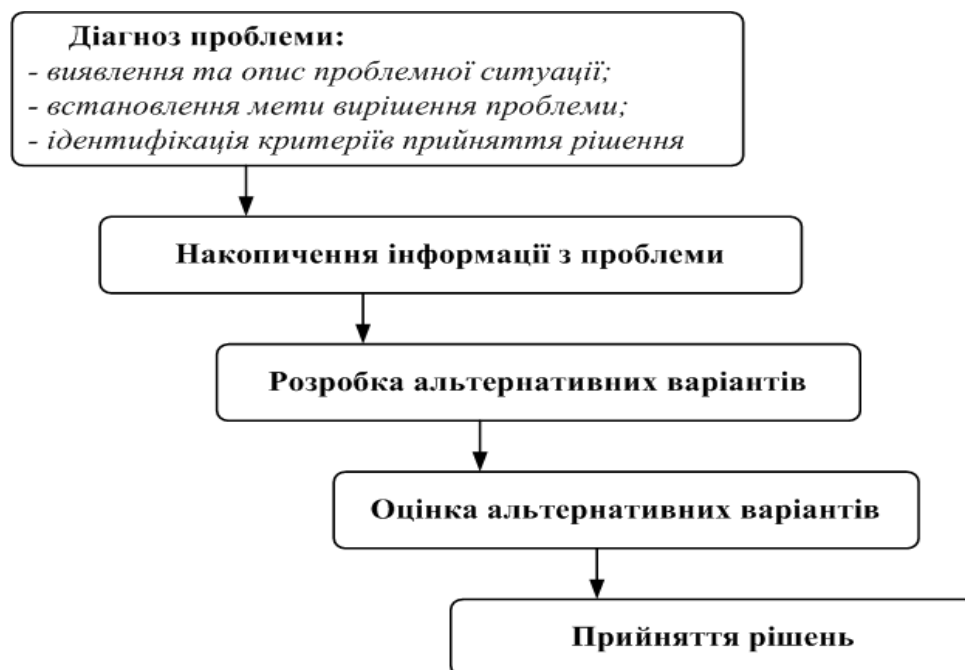 Діагноз проблеми:
- виявлення та опис проблемної ситуації;
- встановлення мети вирішення проблеми;
- ідентифікація критеріїв прийняття рішення
Накопичення інформації з проблеми
Розробка альтернативних варіантів
Оцінка альтернативних варіантів
Прийняття рішень